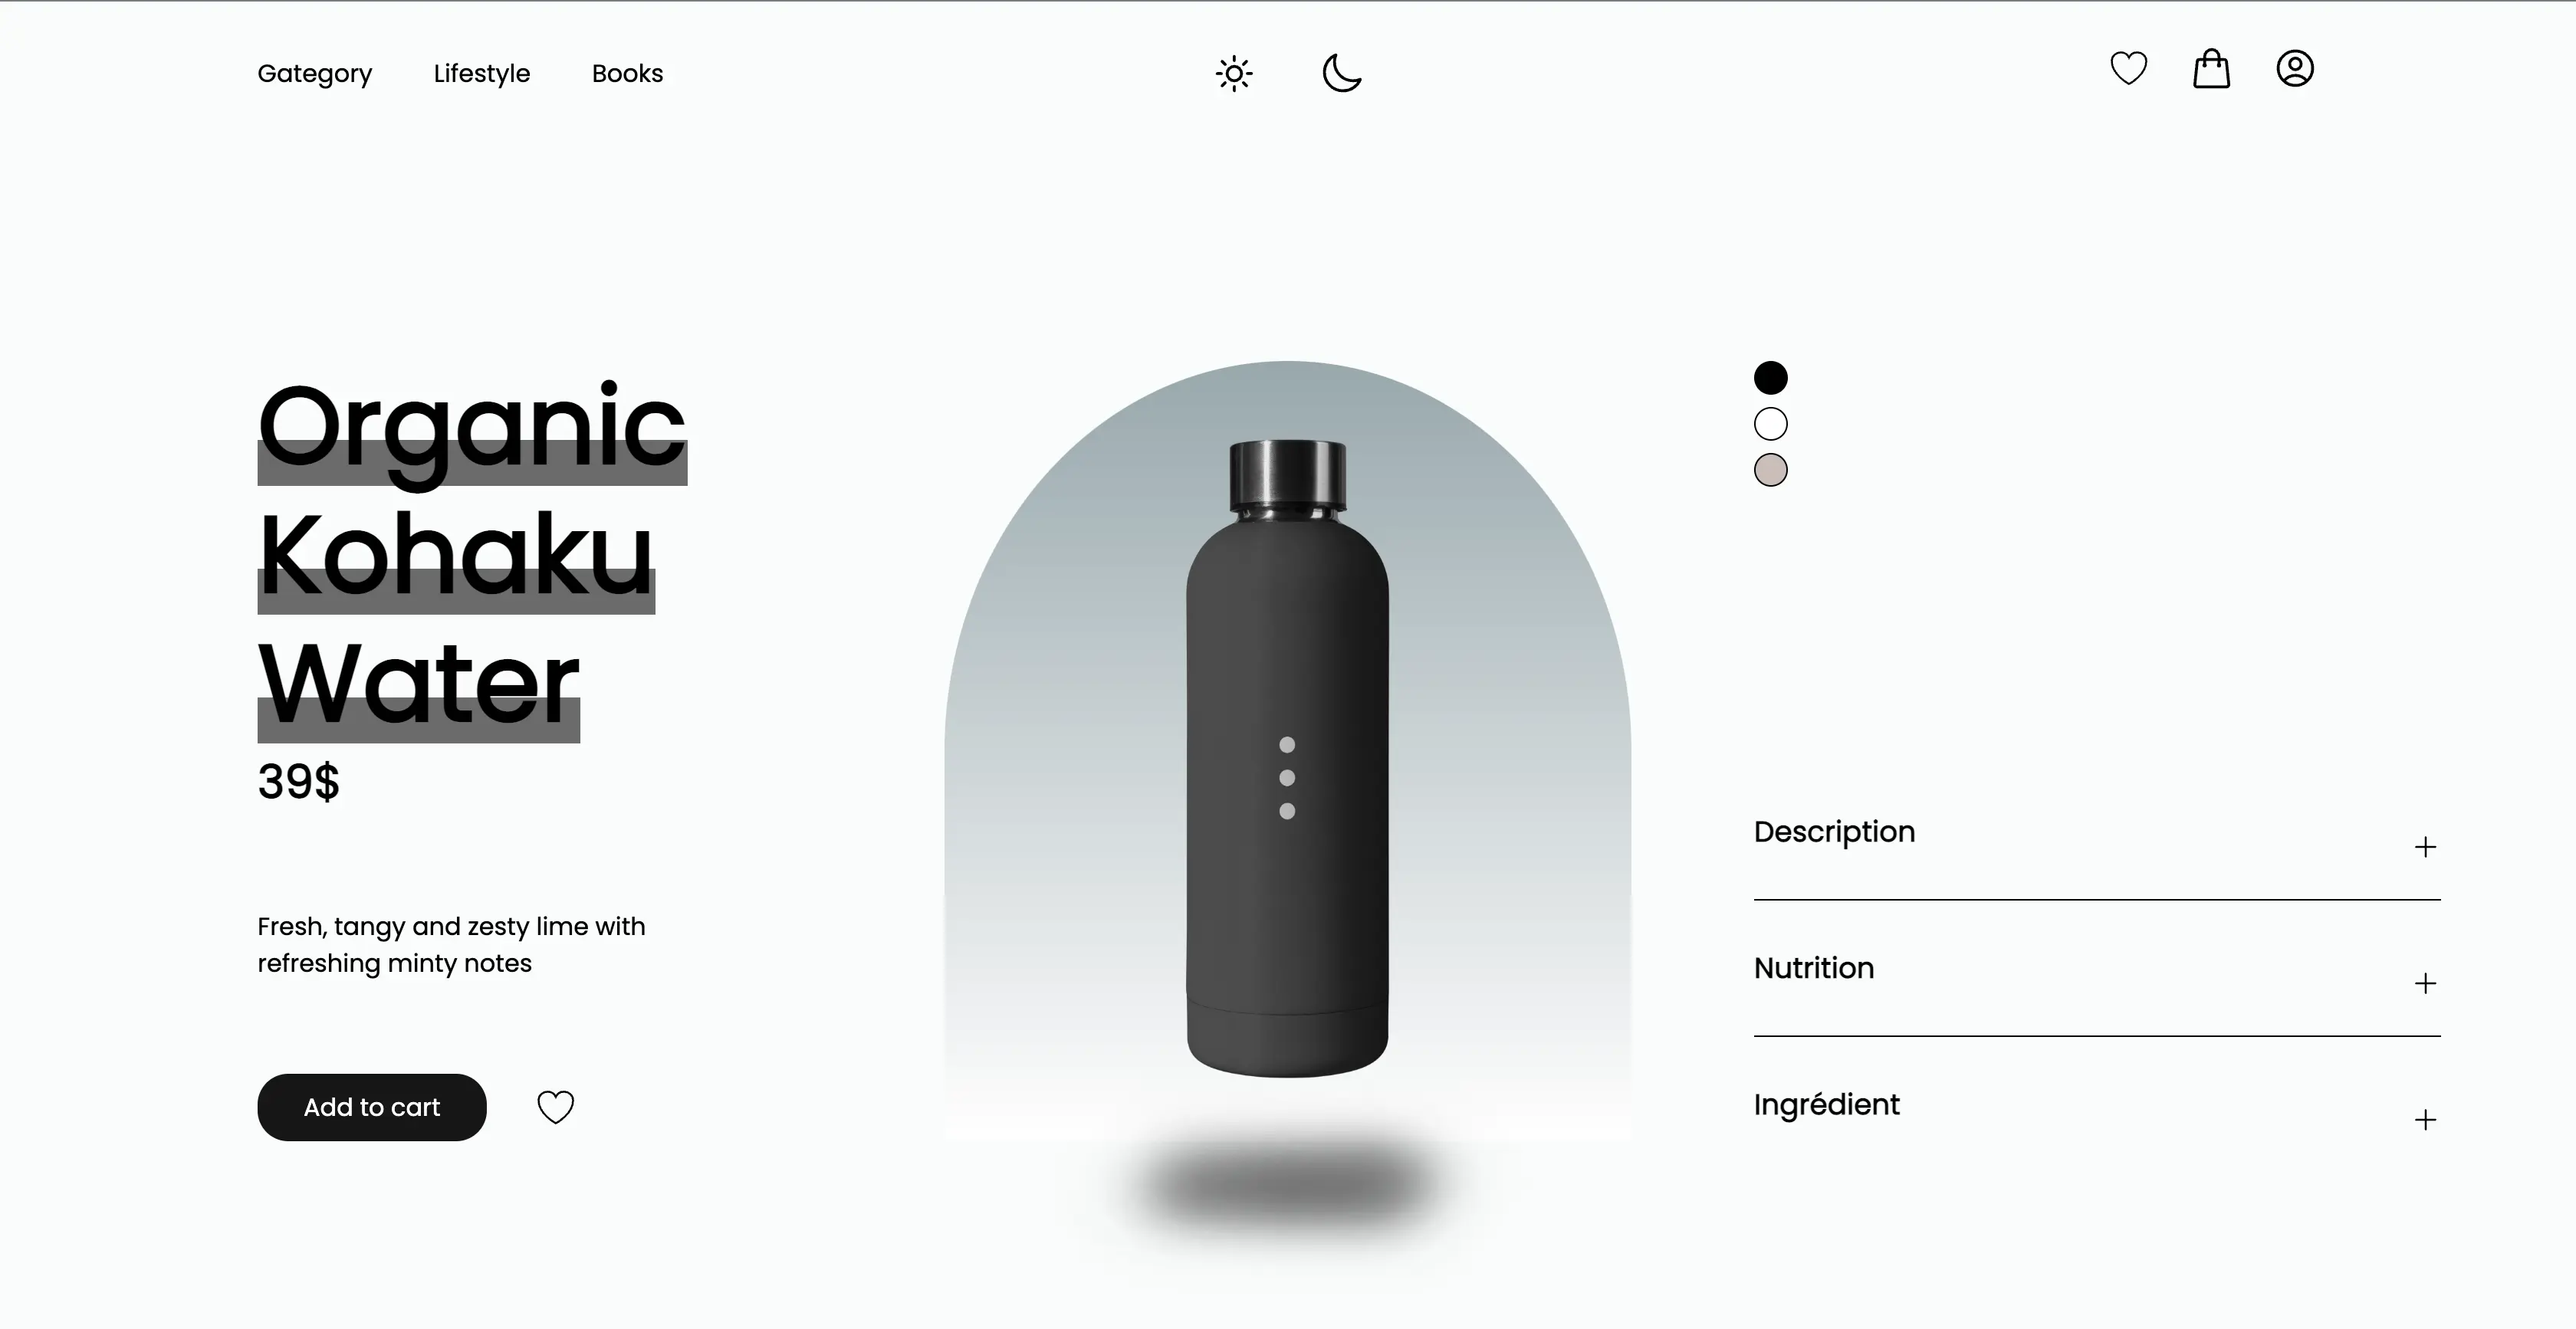 Gategory
Lifestyle
Books
Organic
Kohaku
Water
39$
Fresh, tangy and zesty lime with
refreshing minty notes
Add to cart
Description
Nutrition
Ingrédient